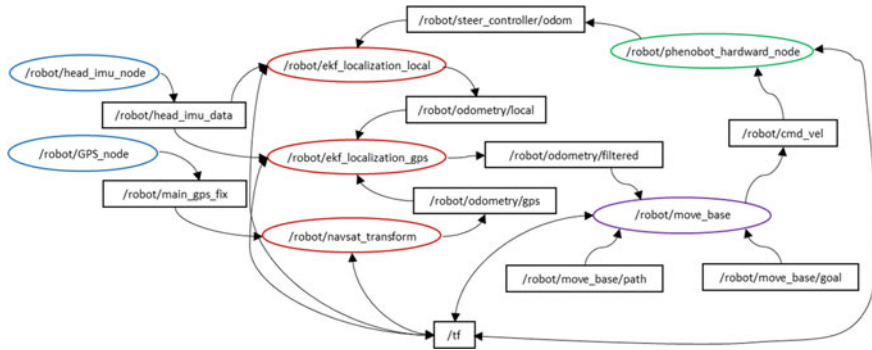 /robot/steer_controller/odom
/robot/phenobot_hardward_node
/robot/head_imu_node
/robot/ekf_localization_local
/robot/head_imu_data
/robot/odometry/local
/robot/cmd_vel
/robot/GPS_node
/robot/ekf_localization_gps
/robot/odometry/filtered
/robot/main_gps_fix
/robot/odometry/gps
/robot/move_base
/robot/navsat_transform
/robot/move_base/path
/robot/move_base/goal
/tf